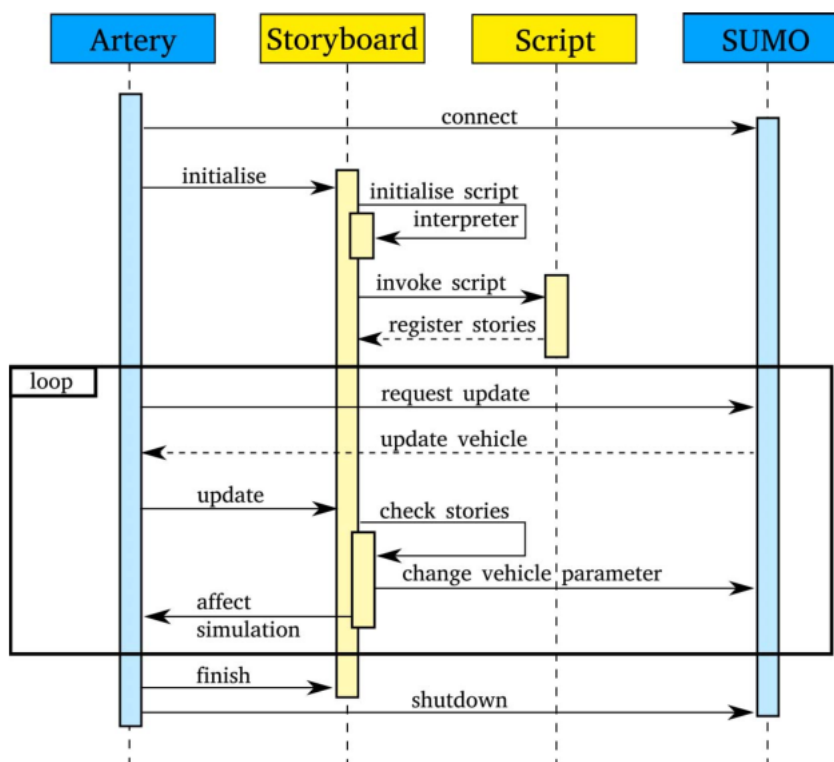 Artery
Storyboard
Script
SUMO
connect
initialise
initialise script
interpreter
invoke script
register stories
loop
request update
update vehicle
update
check stories
change vehicle parameter
affect
simulation
finish
shutdown